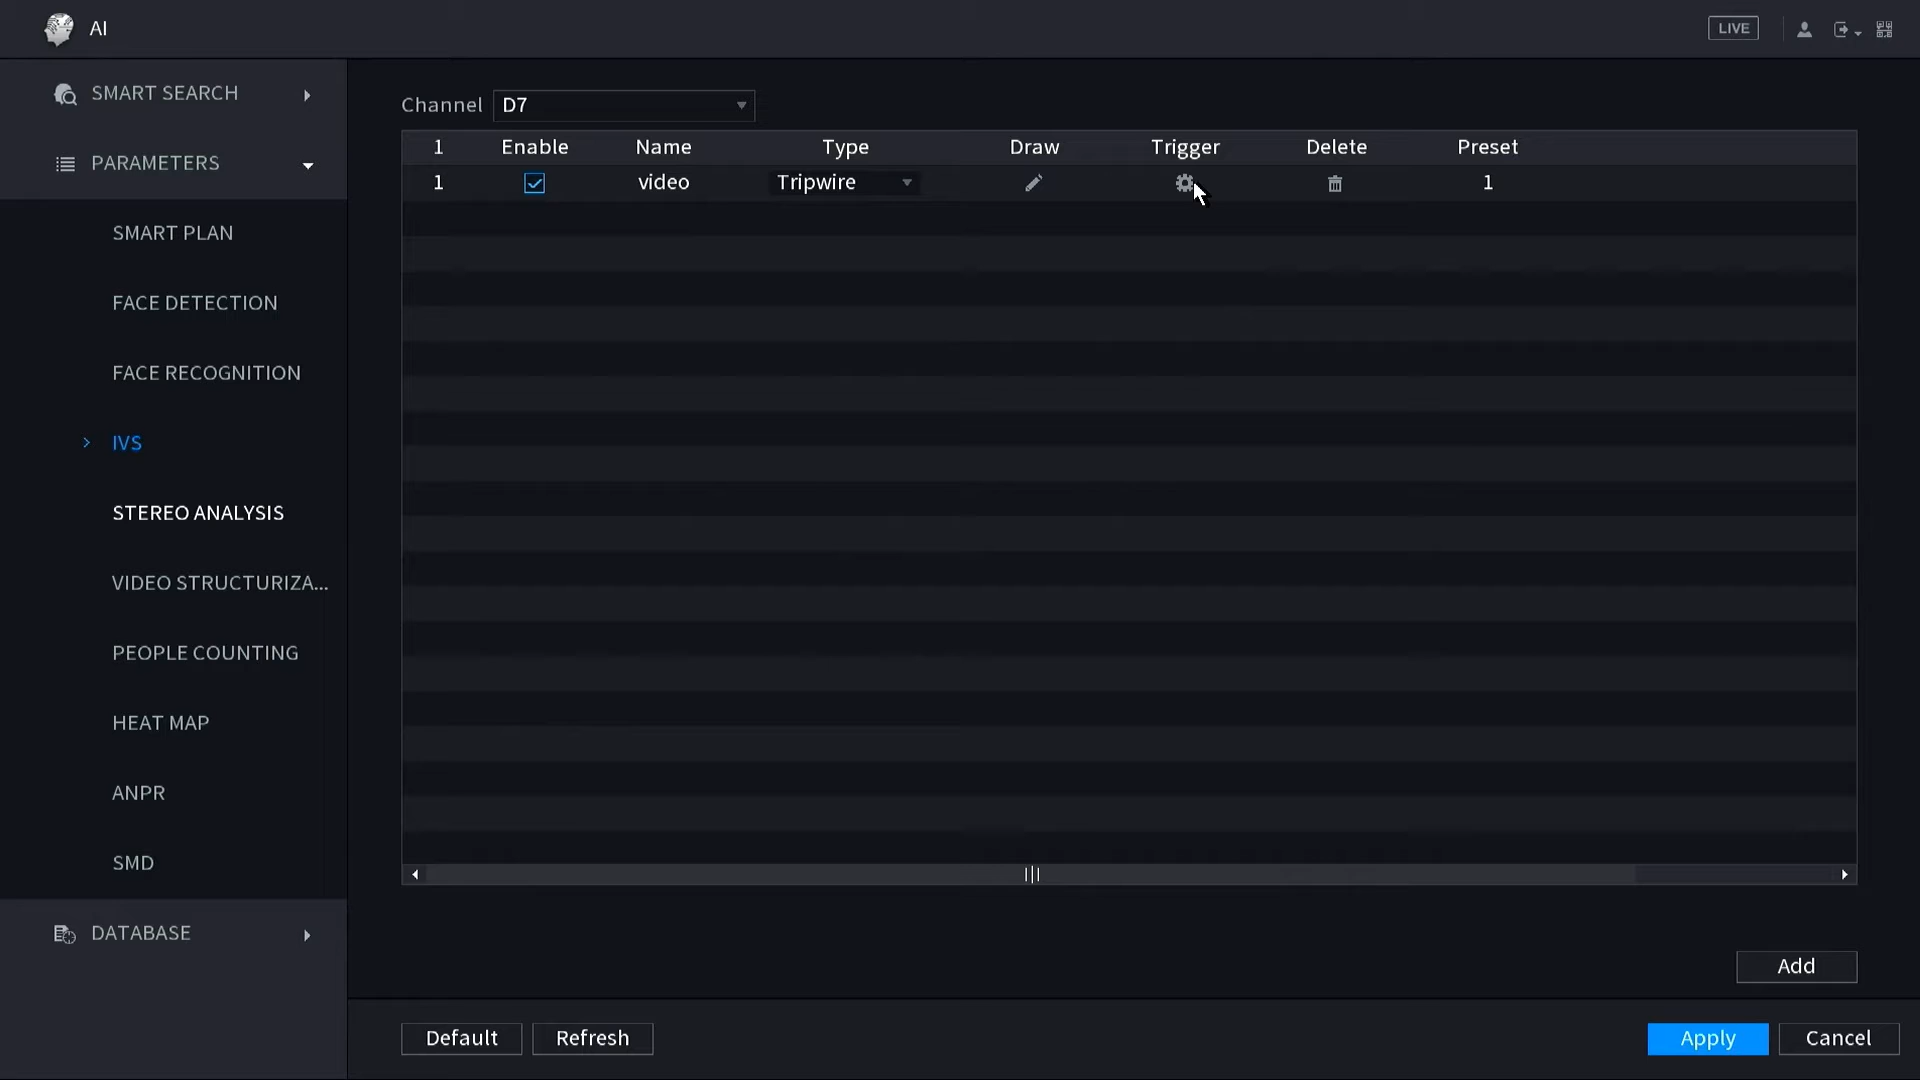 AI
LIVE
SMART SEARCH
PARAMETERS
SMART PLAN
FACE DETECTION
FACE RECOGNITION
IVS
STEREO ANALYSIS
VIDEO STRUCTURIZA...
PEOPLE COUNTING
HEAT MAP
ANPR
SMD
DATABASE
Channel D7
1 Enable Name Type Draw Trigger Delete Preset
1 video Tripwire 1
Add
Default Refresh Apply Cancel